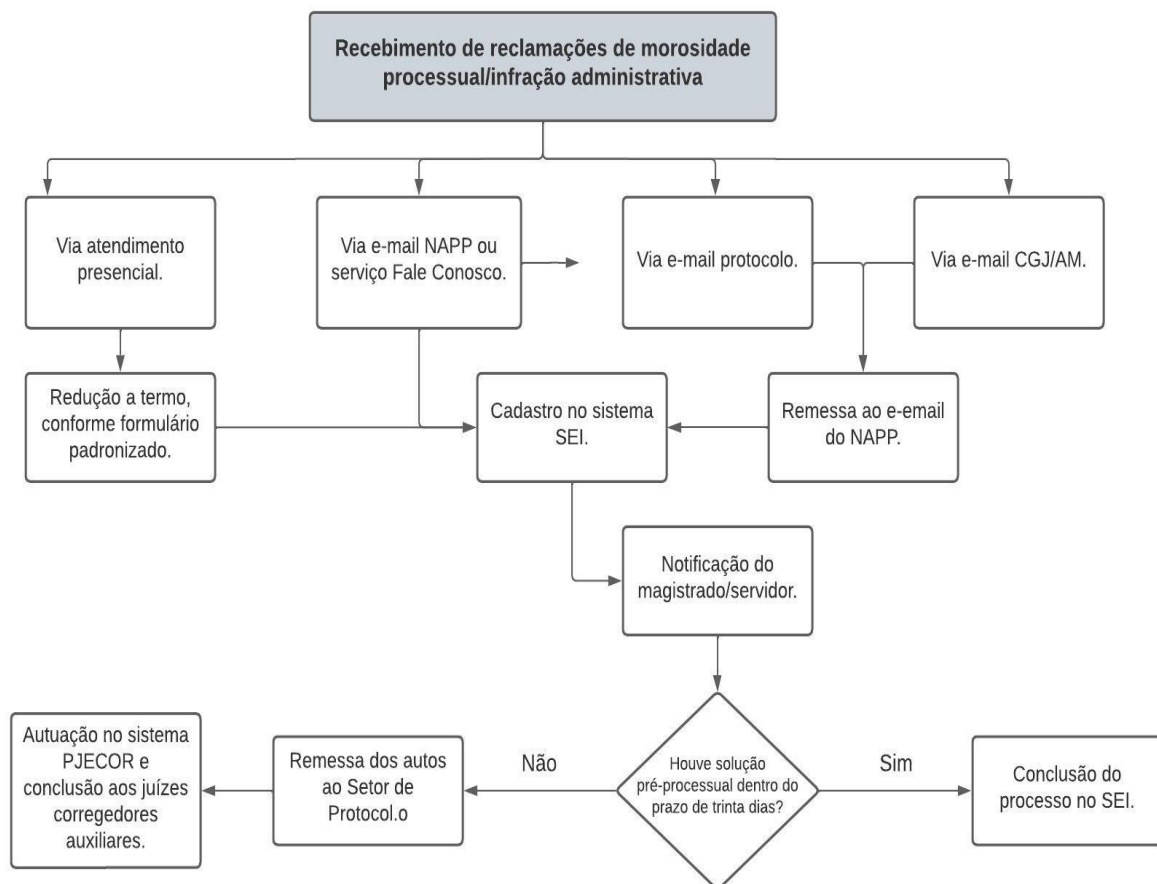 Recebimento de reclamações de morosidade
processual/infração administrativa
Via atendimento
presencial.
Via e-mail NAPP ou
serviço Fale Conosco.
Via e-mail protocolo.
Via e-mail CGJ/AM.
Redução a termo,
conforme formulário
padronizado.
Cadastro no sistema
SEI.
Remessa ao e-email
do NAPP.
Notificação do
magistrado/servidor.
Houve solução
pré-processual dentro do
prazo de trinta dias?
Não
Sim
Remessa dos autos
ao Setor de
Protocol.o
Autuação no sistema
PJECOR e
conclusão aos juízes
corregedores
auxiliares.
Conclusão do
processo no SEI.